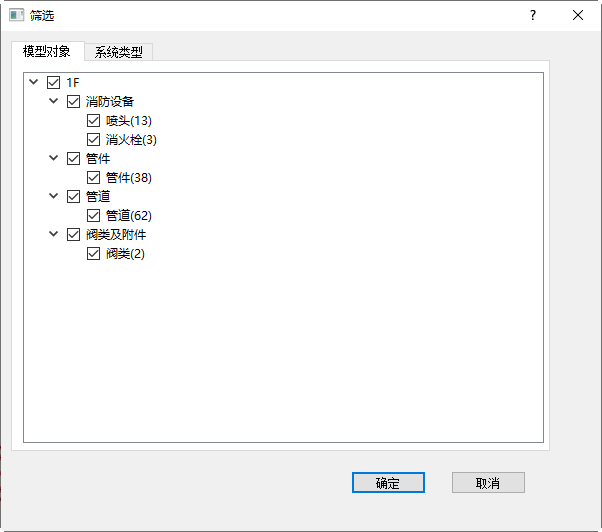 筛选
模型对象
系统类型
1F
消防设备
喷头(13)
消火栓(3)
管件
管件(38)
管道
管道(62)
阀类及附件
阀类(2)
确定
取消